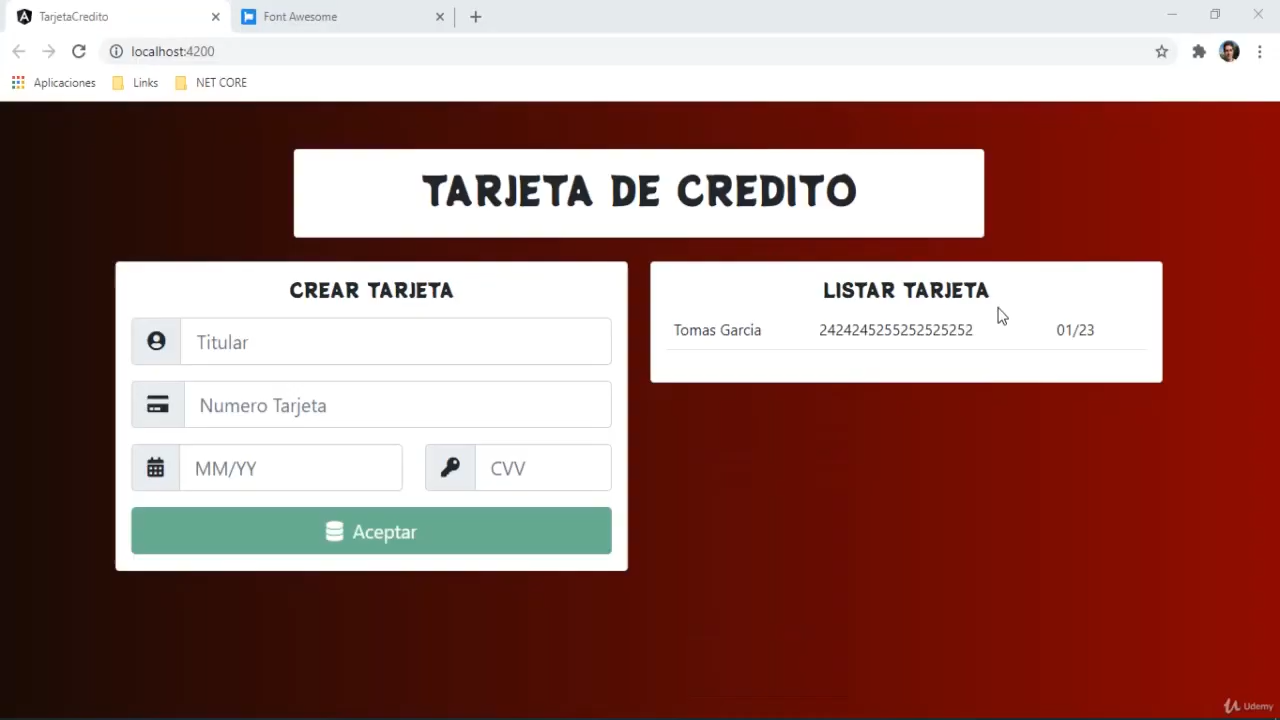 TarjetaCredito
Font Awesome
localhost:4200
Aplicaciones
Links
NET CORE
TARJETA DE CREDITO
CREAR TARJETA
Titular
Numero Tarjeta
MM/YY
CVV
Aceptar
LISTAR TARJETA
Tomas Garcia 2424245255252525252 01/23
Udemy